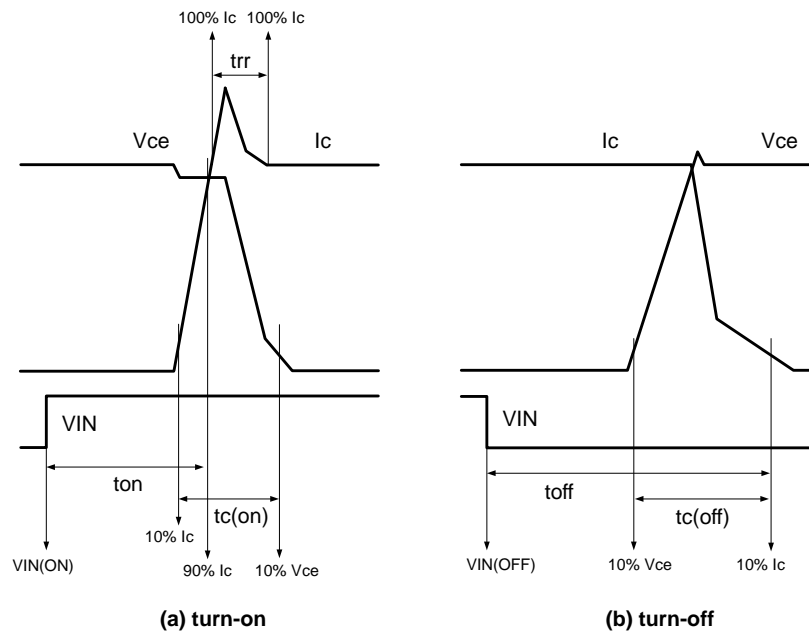 100% Ic 100% Ic
trr
Vce Ic
VIN
ton
tc(on)
10% Ic
VIN(ON)
90% Ic 10% Vce
(a) turn-on
Ic Vce
VIN
toff
tc(off)
VIN(OFF) 10% Vce 10% Ic
(b) turn-off